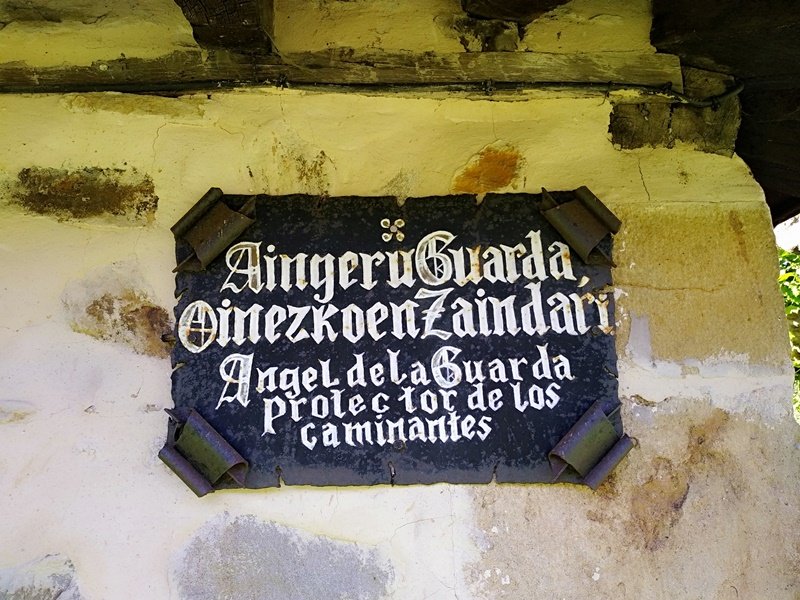 Aingeru Guarda,
Oinezkoen Zaindari
Angel de la Guarda
Protector de los
caminantes